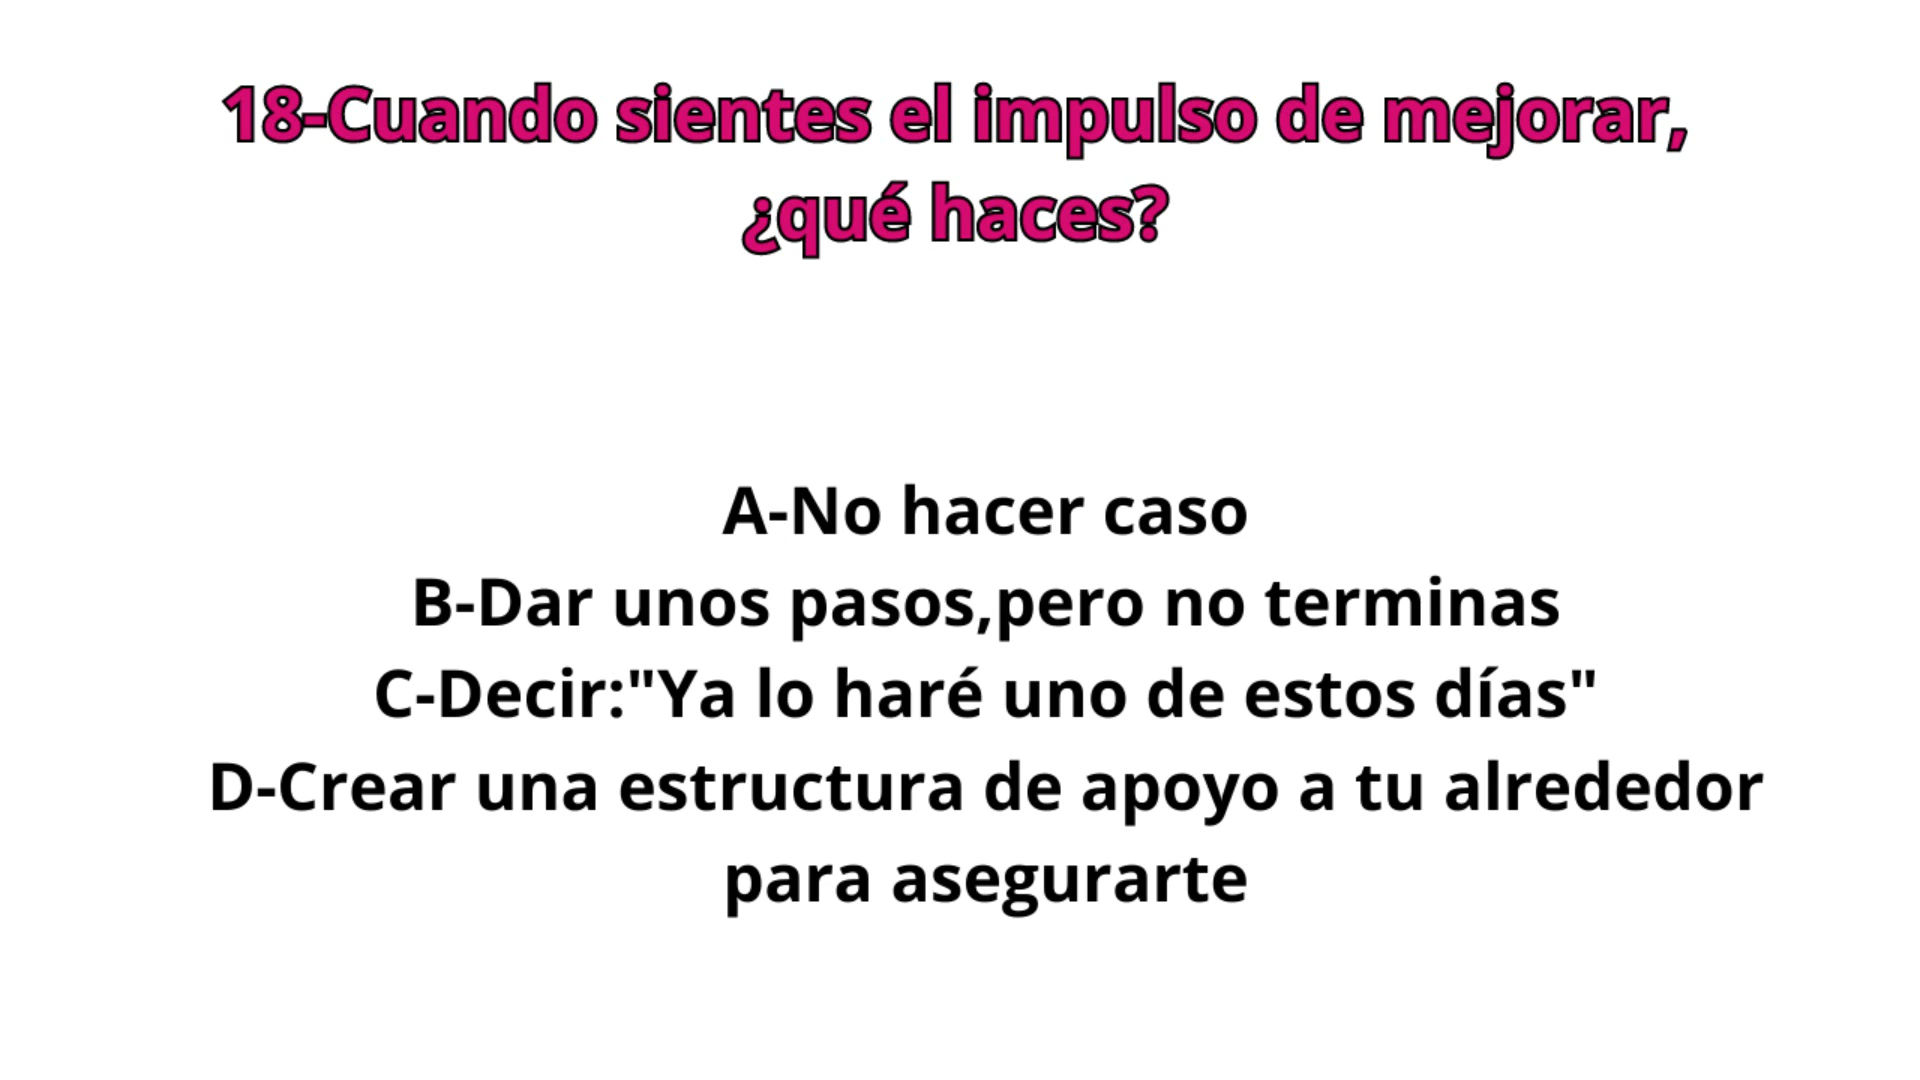 18-Cuando sientes el impulso de mejorar,
¿qué haces?
A-No hacer caso
B-Dar unos pasos,pero no terminas
C-Decir:"Ya lo haré uno de estos días"
D-Crear una estructura de apoyo a tu alrededor
para asegurarte